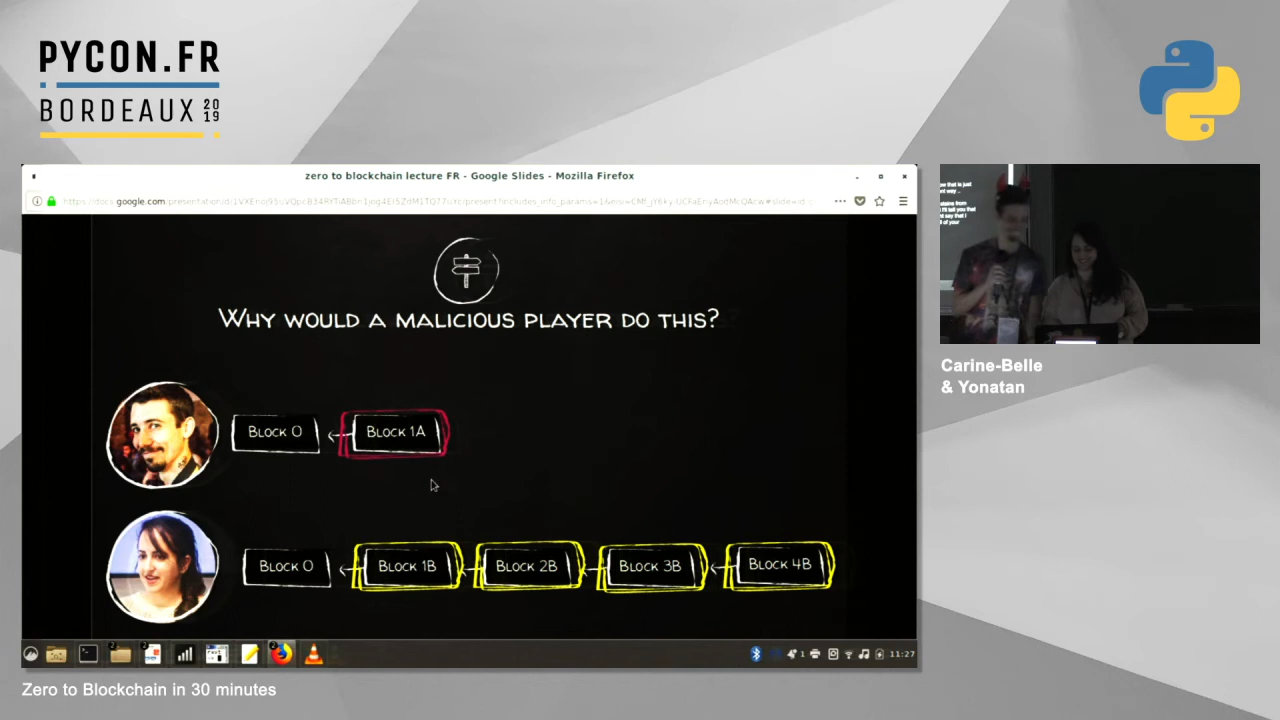 PYCON.FR
BORDEAUX 2019
zero to blockchain lecture FR - Google Slides - Mozilla Firefox
WHY WOULD A MALICIOUS PLAYER DO THIS?
BLOCK 0
BLOCK 1A
BLOCK 0
BLOCK 1B
BLOCK 2B
BLOCK 3B
BLOCK 4B
11:27
Carine-Belle
& Yonatan
Zero to Blockchain in 30 minutes